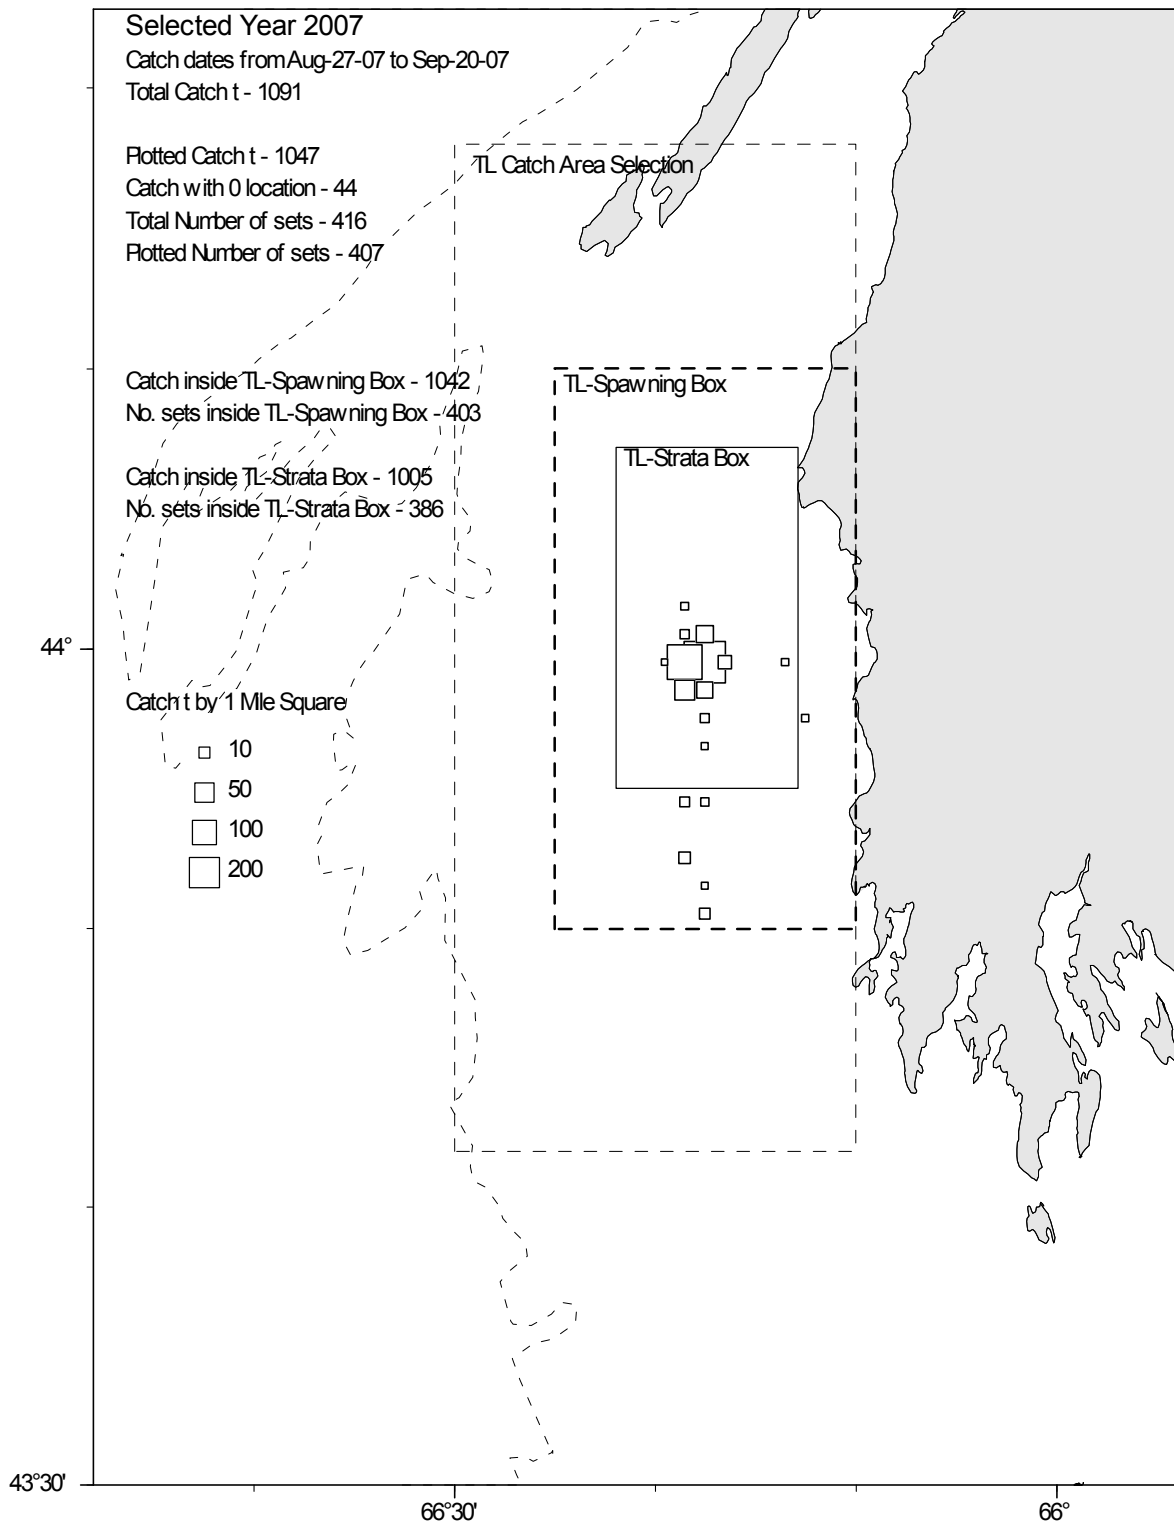 Selected Year 2007
Catch dates from Aug-27-07 to Sep-20-07
Total Catch t - 1091
Plotted Catch t - 1047
Catch with 0 location - 44
Total Number of sets - 416
Plotted Number of sets - 407
TL Catch Area Selection
Catch inside TL-Spawning Box - 1042
No. sets inside TL-Spawning Box - 403
Catch inside TL-Strata Box - 1005
No. sets inside TL-Strata Box - 386
TL-Spawning Box
TL-Strata Box
44°
Catch t by 1 Mile Square
10
50
100
200
43°30'
66°30'
66°